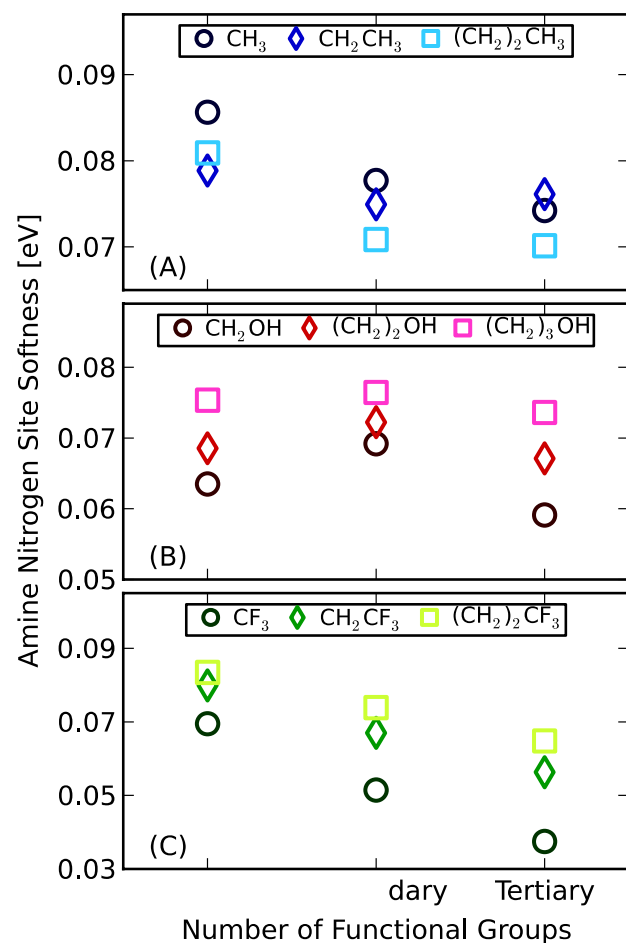 CH₃ CH₂CH₃ (CH₂)₂CH₃
0.09
0.08
0.07
(A)
CH₂OH (CH₂)₂OH (CH₂)₃OH
0.08
0.07
0.06
0.05
(B)
CF₃ CH₂CF₃ (CH₂)₂CF₃
0.09
0.07
0.05
0.03
(C)
Amine Nitrogen Site Softness [eV]
dary Tertiary
Number of Functional Groups